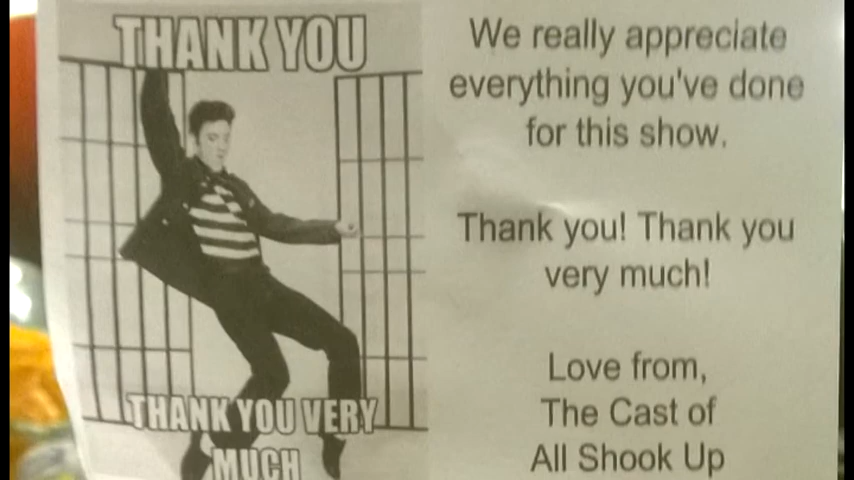 THANK YOU
THANK YOU VERY
MUCH
We really appreciate
everything you've done
for this show.
Thank you! Thank you
very much!
Love from,
The Cast of
All Shook Up